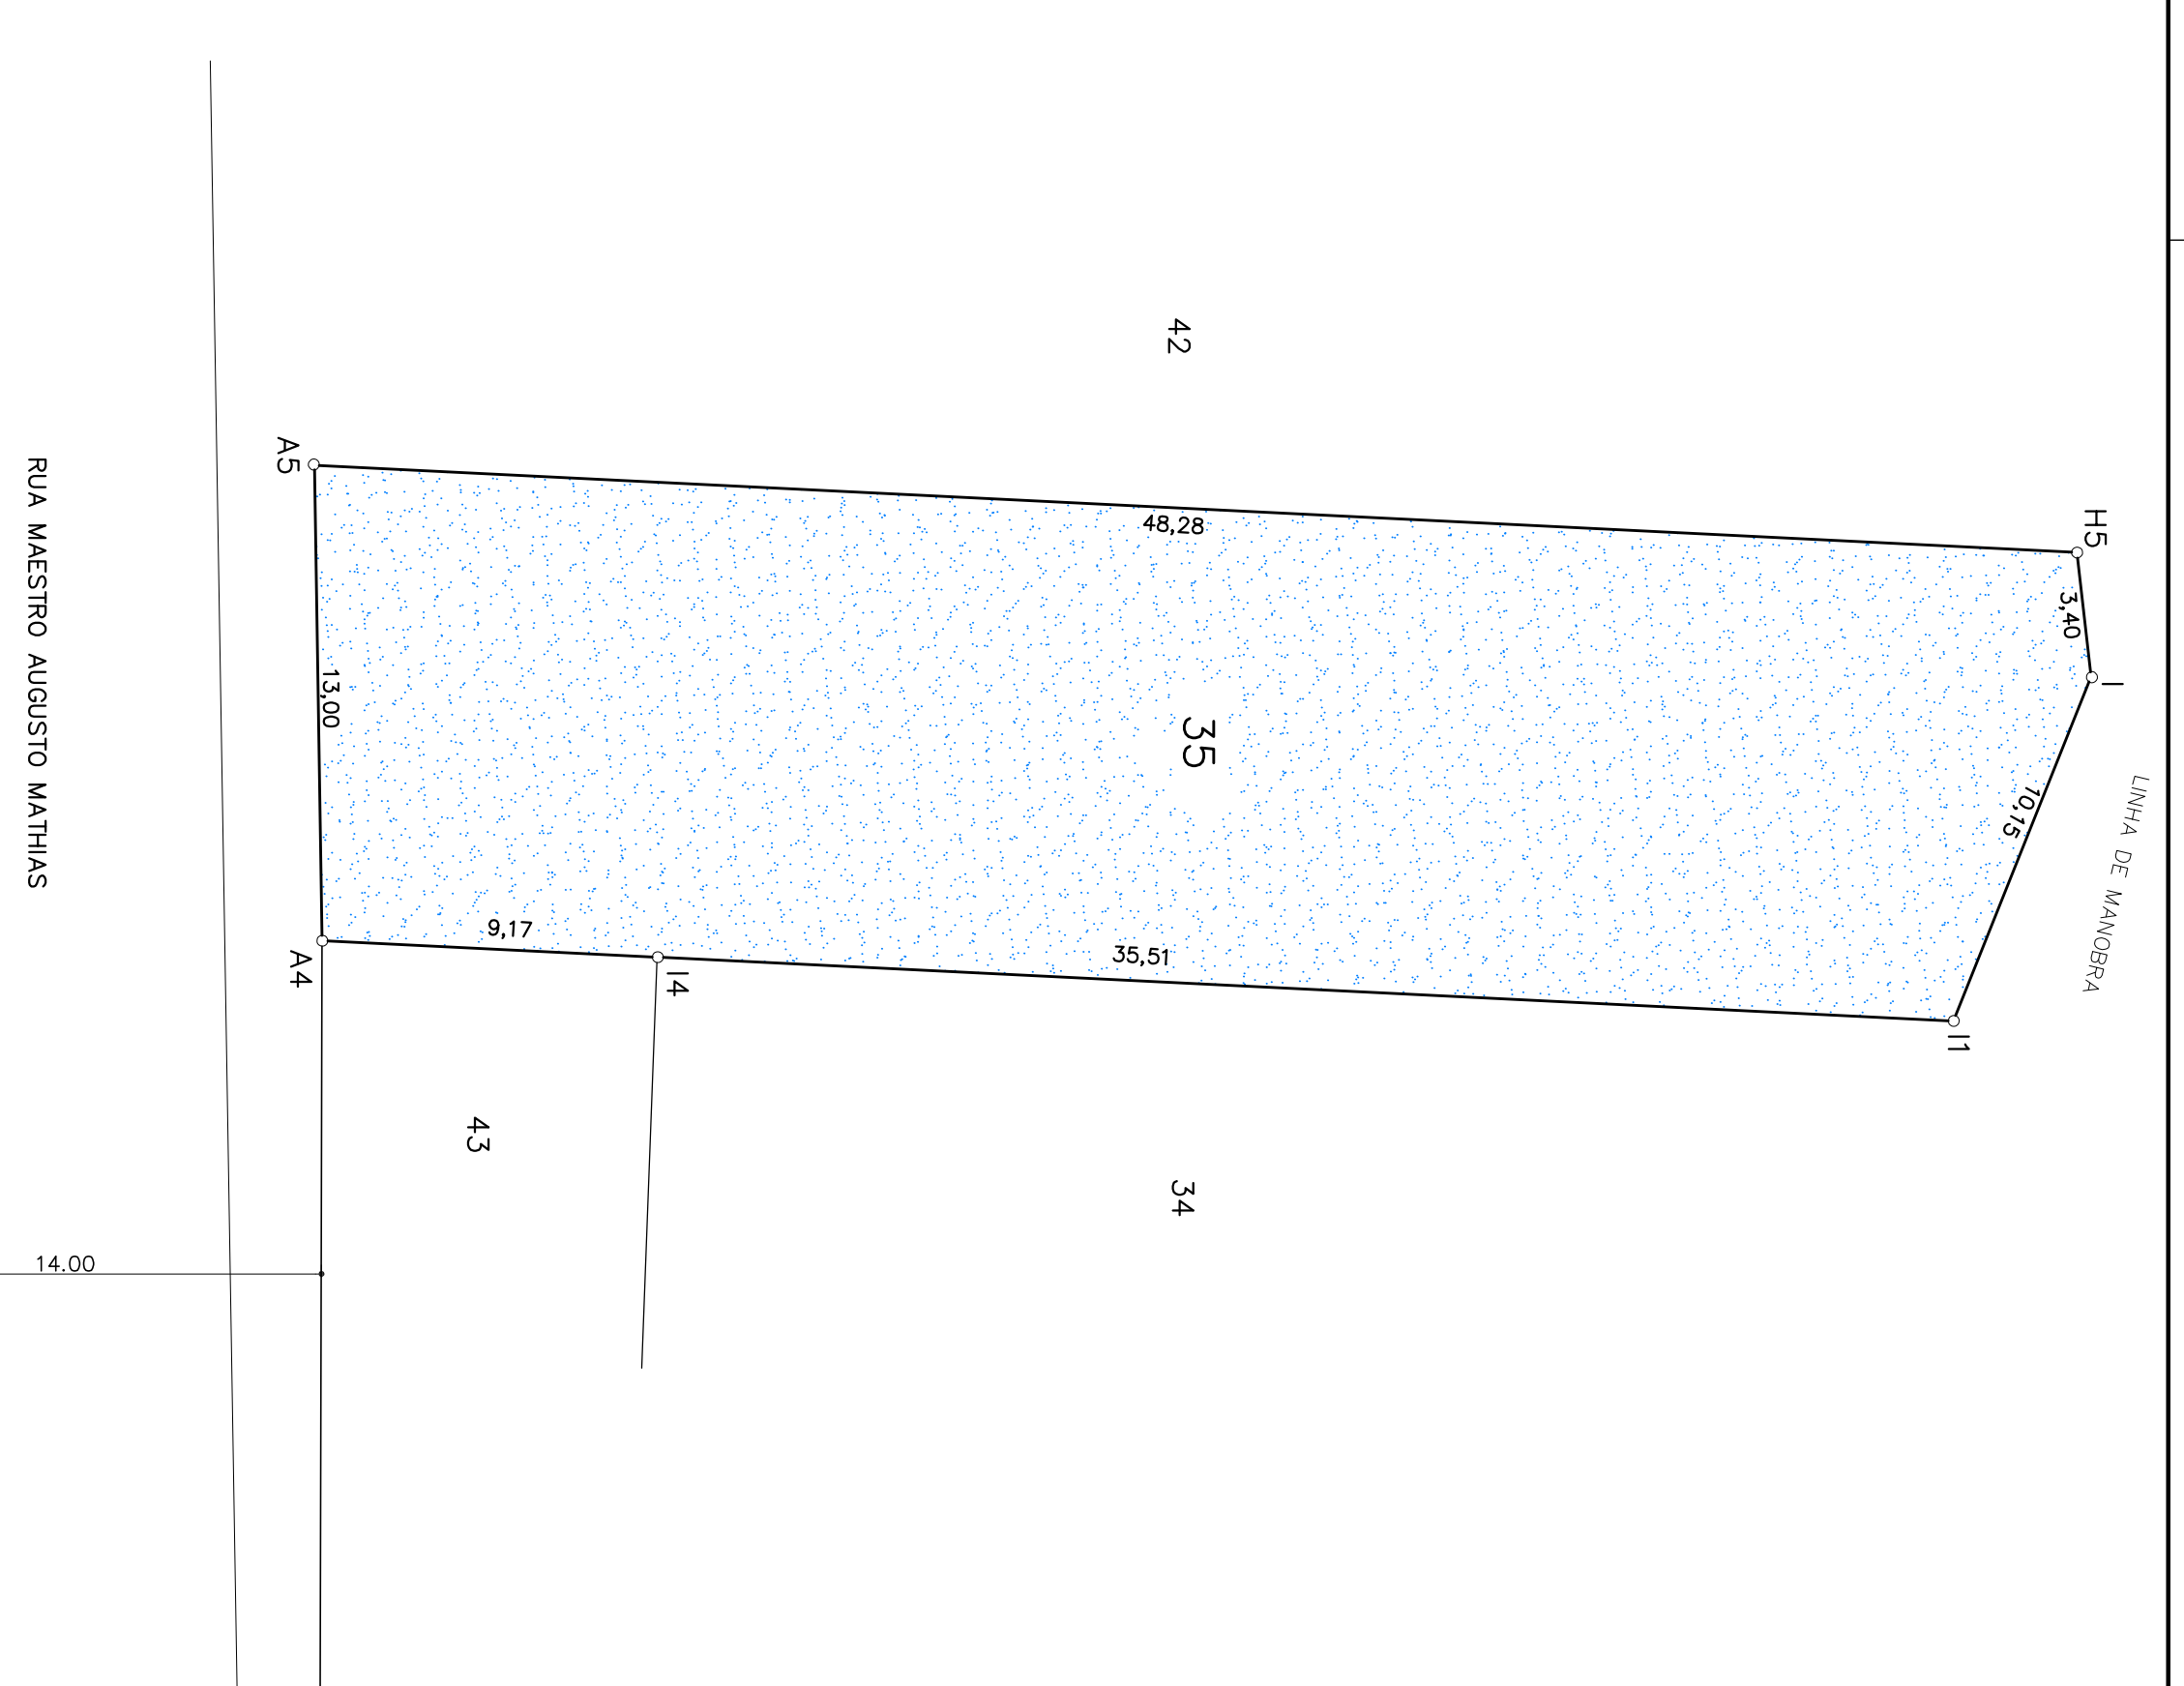 42
A5
H5
48,28
3,40
I
13,00
35
10,15
LINHA DE MANOBRA
RUA MAESTRO AUGUSTO MATHIAS
9,17
35,51
A4
I4
I1
43
34
14.00